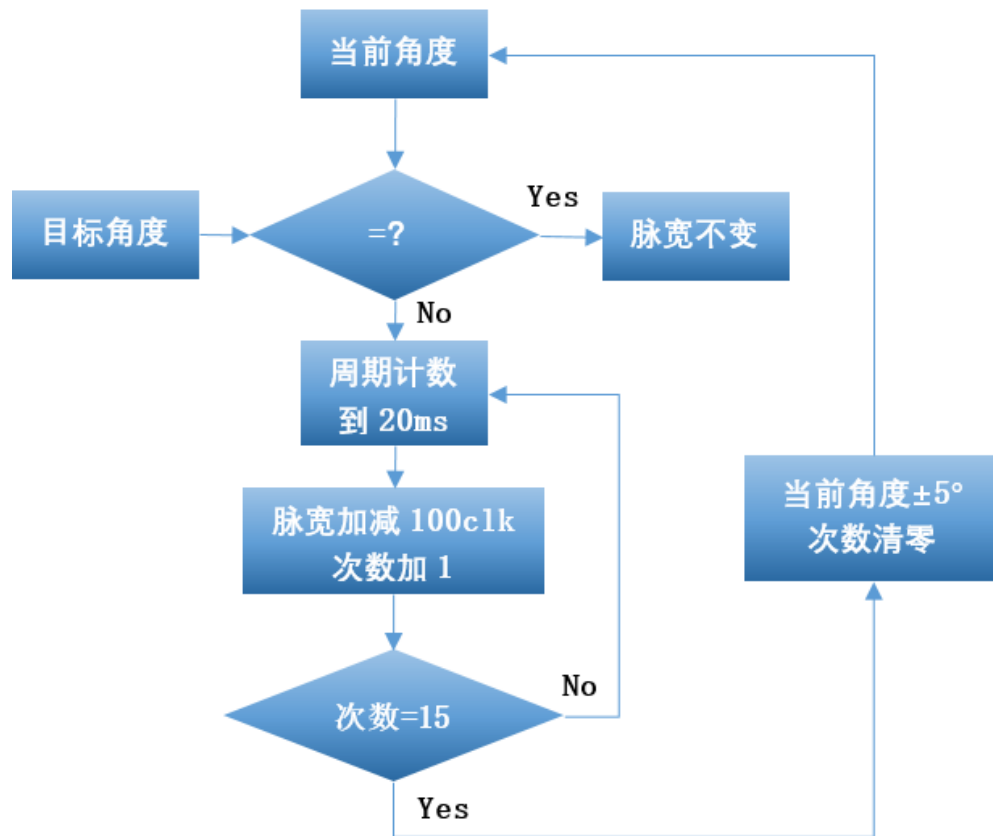 当前角度
目标角度
=?
Yes
脉宽不变
No
周期计数
到 20ms
脉宽加减 100clk
次数加 1
当前角度±5°
次数清零
次数=15
No
Yes